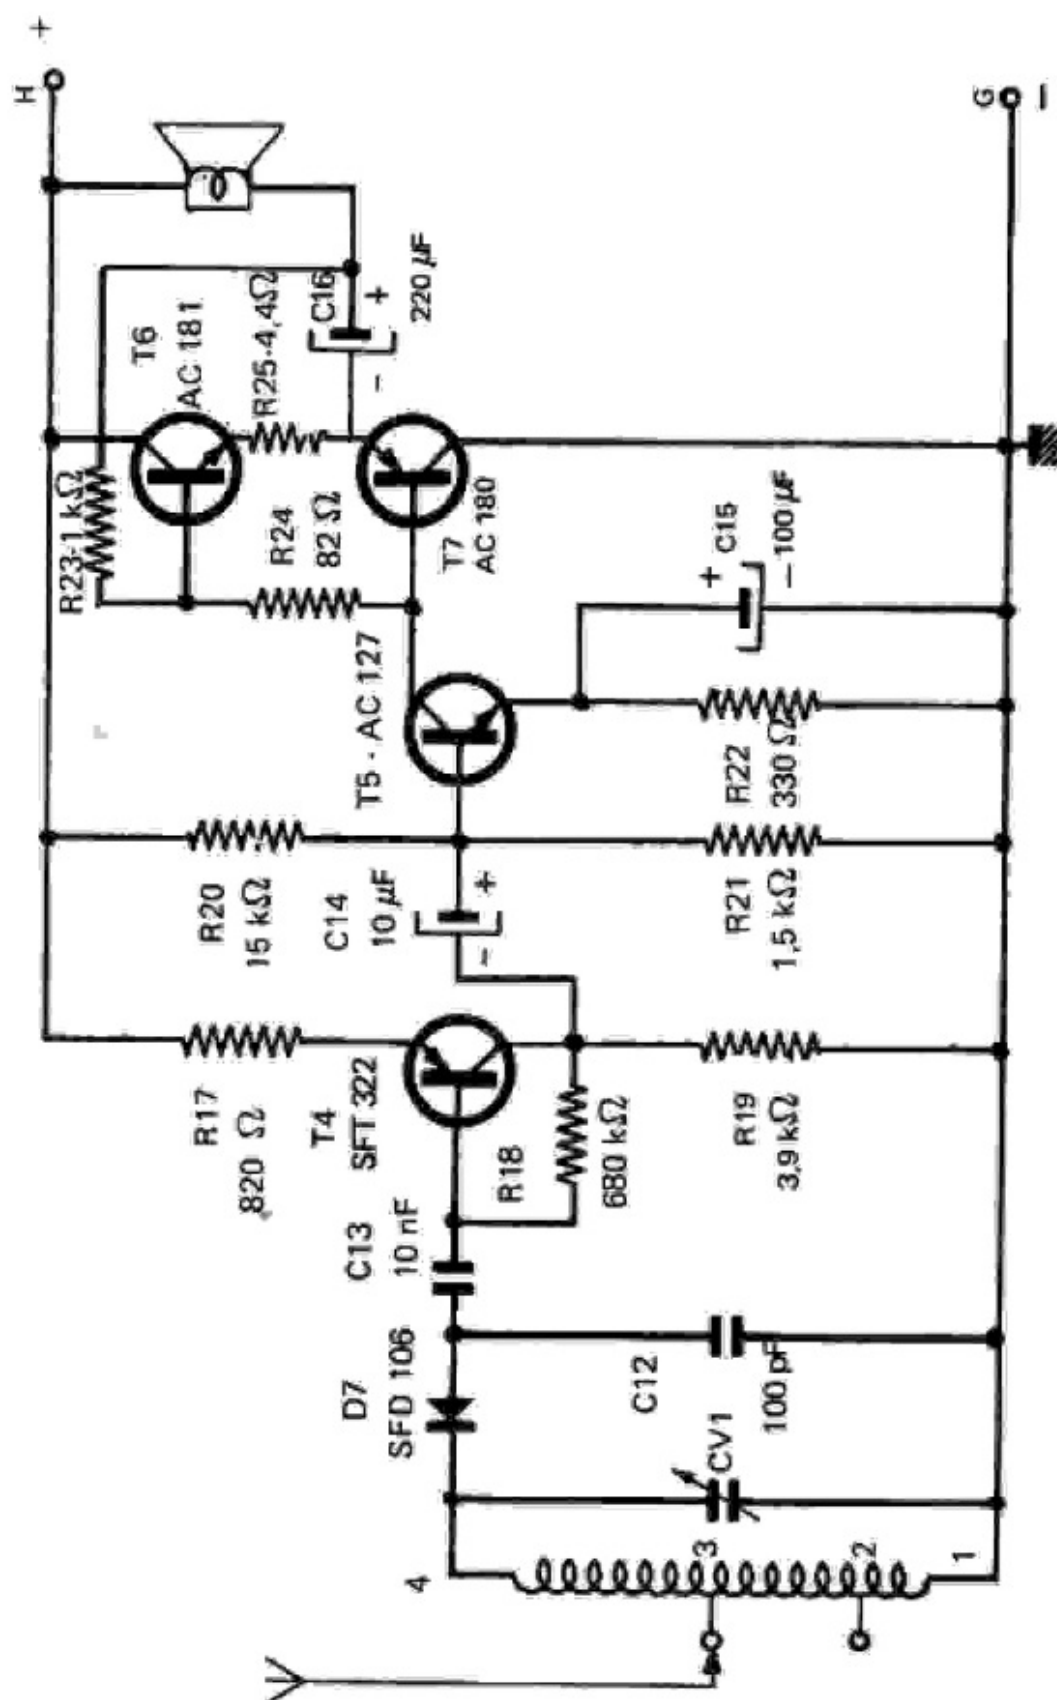 H +
G −
T6
AC 181
R23-1 kΩ
R25-4,4Ω
C16
+
−
220 µF
R24
82 Ω
T7
AC 180
T5 - AC 127
+
C15
−100 µF
R22
330 Ω
R20
15 kΩ
C14
10 µF
+
−
R21
1,5 kΩ
R17
820 Ω
T4
SFT 322
R18
680 kΩ
R19
3,9 kΩ
C13
10 nF
D7
SFD 106
C12
100 pF
CV1
4
3
2
1